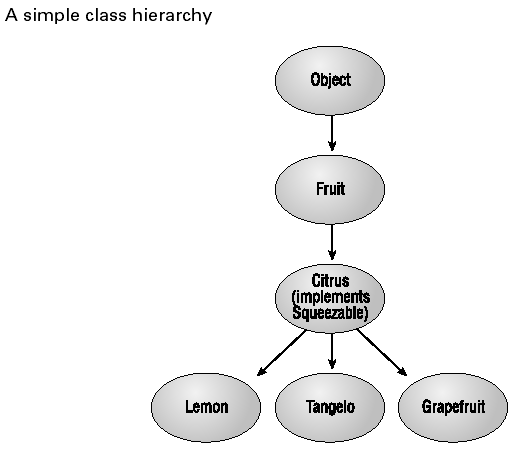 A simple class hierarchy
Object
Fruit
Citrus
(implements
Squeezable)
Lemon
Tangelo
Grapefruit